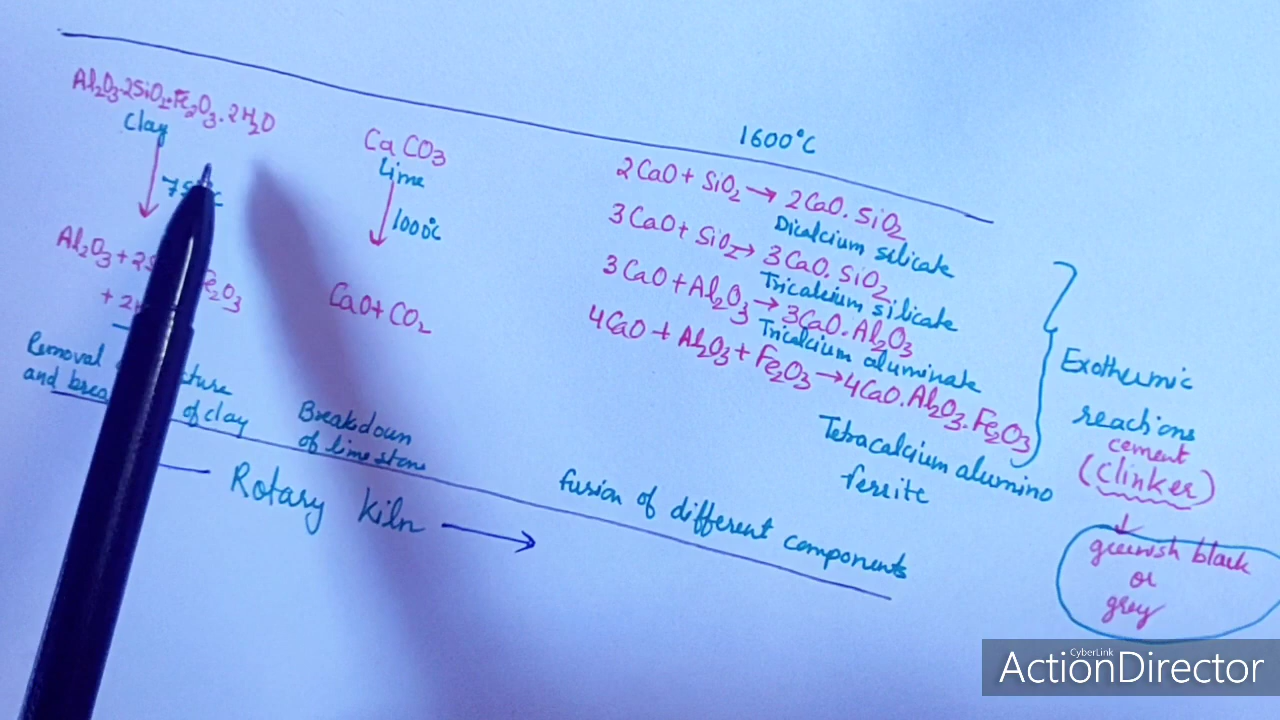 Al₂O₃.2SiO₂.Fe₂O₃.2H₂O
Clay
Al₂O₃ +
Fe₂O₃
Removal
and
of clay
CaCO₃
Lime
1000°C
CaO + CO₂
Breakdown
of lime stone
1600°C
2CaO + SiO₂ → 2CaO.SiO₂
Dicalcium silicate
3CaO + SiO₂ → 3CaO.SiO₂
Tricalcium silicate
3CaO + Al₂O₃ → 3CaO.Al₂O₃
Tricalcium aluminate
4CaO + Al₂O₃ + Fe₂O₃ → 4CaO.Al₂O₃.Fe₂O₃
Tetracalcium alumino
ferrite
fusion of different components
Rotary kiln →
Exothermic
reactions
cement
(Clinker)
greenish black
or
grey
CyberLink
ActionDirector